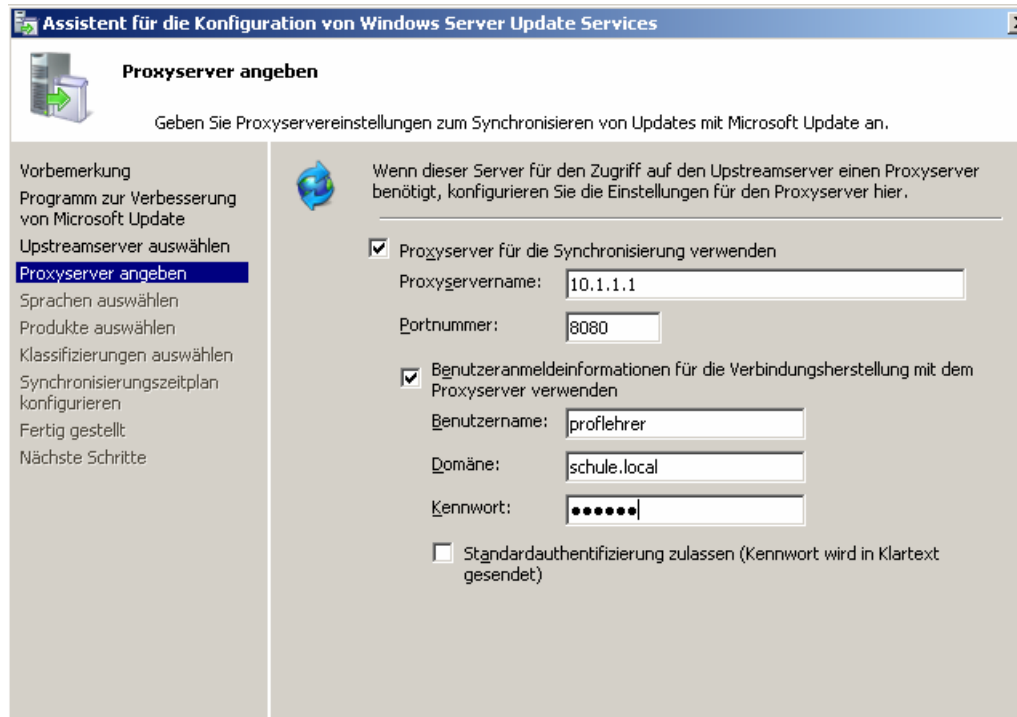 Assistent für die Konfiguration von Windows Server Update Services
Proxyserver angeben
Geben Sie Proxyservereinstellungen zum Synchronisieren von Updates mit Microsoft Update an.
Vorbemerkung
Programm zur Verbesserung
von Microsoft Update
Upstreamserver auswählen
Proxyserver angeben
Sprachen auswählen
Produkte auswählen
Klassifizierungen auswählen
Synchronisierungszeitplan
konfigurieren
Fertig gestellt
Nächste Schritte
Wenn dieser Server für den Zugriff auf den Upstreamserver einen Proxyserver
benötigt, konfigurieren Sie die Einstellungen für den Proxyserver hier.
Proxyserver für die Synchronisierung verwenden
Proxyservername: 10.1.1.1
Portnummer: 8080
Benutzeranmeldeinformationen für die Verbindungsherstellung mit dem
Proxyserver verwenden
Benutzername: proflehrer
Domäne: schule.local
Kennwort: ●●●●●●
Standardauthentifizierung zulassen (Kennwort wird in Klartext
gesendet)